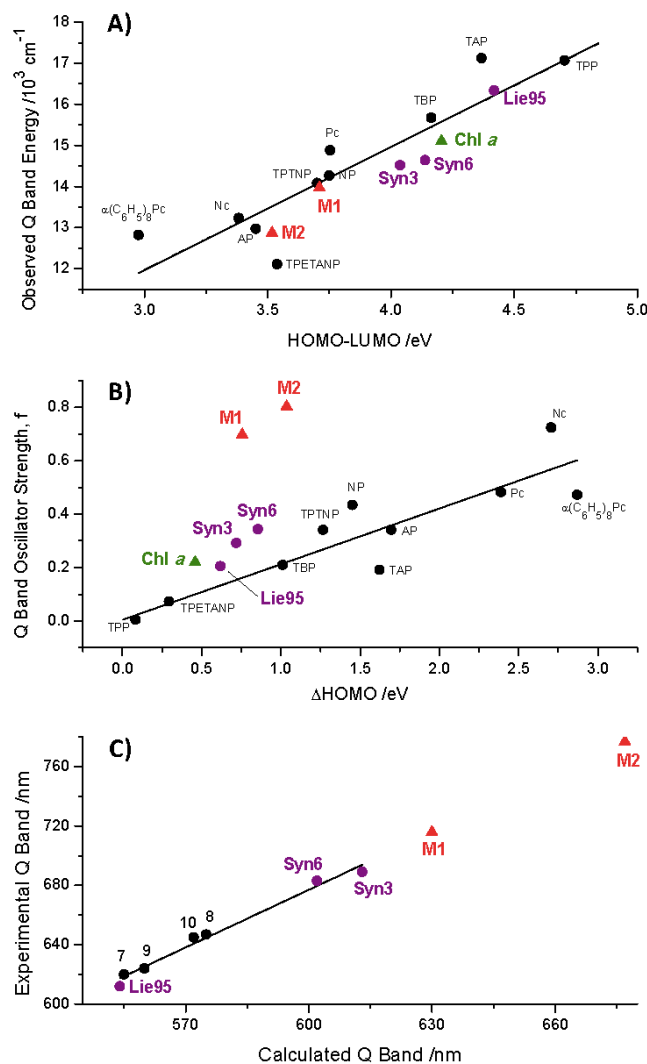 A)
Observed Q Band Energy /10³ cm⁻¹
18
17
16
15
14
13
12
TAP
TPP
Lie95
TBP
Chl a
Pc
Syn3
Syn6
TPTNP
NP
M1
Nc
α(C₆H₅)₈Pc
M2
AP
TPETANP
3.0 3.5 4.0 4.5 5.0
HOMO-LUMO /eV
B)
Q Band Oscillator Strength, f
0.8
0.6
0.4
0.2
0.0
M2
M1
Nc
NP
Syn6
Syn3
Pc
α(C₆H₅)₈Pc
TPTNP
AP
Chl a
TBP
TAP
Lie95
TPETANP
TPP
0.0 0.5 1.0 1.5 2.0 2.5 3.0
ΔHOMO /eV
C)
Experimental Q Band /nm
760
720
680
640
600
M2
M1
Syn6
Syn3
10 8
7 9
Lie95
570 600 630 660
Calculated Q Band /nm